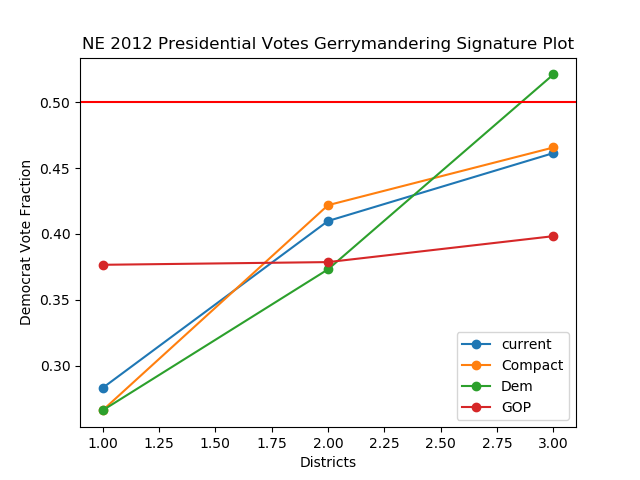 NE 2012 Presidential Votes Gerrymandering Signature Plot
0.50
0.45
0.40
0.35
0.30
Democrat Vote Fraction
current
Compact
Dem
GOP
1.00 1.25 1.50 1.75 2.00 2.25 2.50 2.75 3.00
Districts